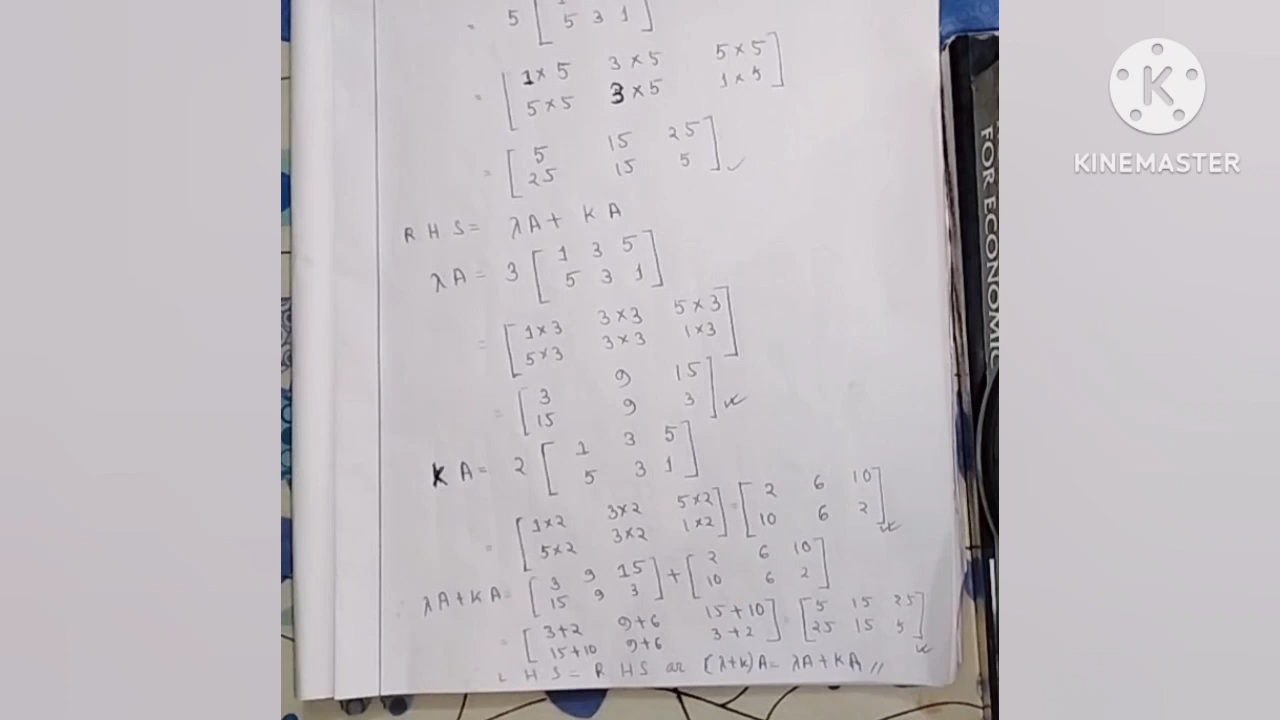 = 5 [ 5 3 1 ]
= [ 1×5 3×5 5×5
5×5 3×5 1×5 ]
= [ 5 15 25
25 15 5 ] ✓
RHS = λA + KA
λA = 3 [ 1 3 5
5 3 1 ]
= [ 1×3 3×3 5×3
5×3 3×3 1×3 ]
= [ 3 9 15
15 9 3 ]
KA = 2 [ 1 3 5
5 3 1 ]
= [ 1×2 3×2 5×2
5×2 3×2 1×2 ] = [ 2 6 10
10 6 2 ]
∴ λA+KA = [ 3 9 15
15 9 3 ] + [ 2 6 10
10 6 2 ]
= [ 3+2 9+6 15+10
15+10 9+6 3+2 ] = [ 5 15 25
25 15 5 ]
LHS = RHS or (λ+K)A = λA + KA //
FOR ECONOMIC
K
KINEMASTER